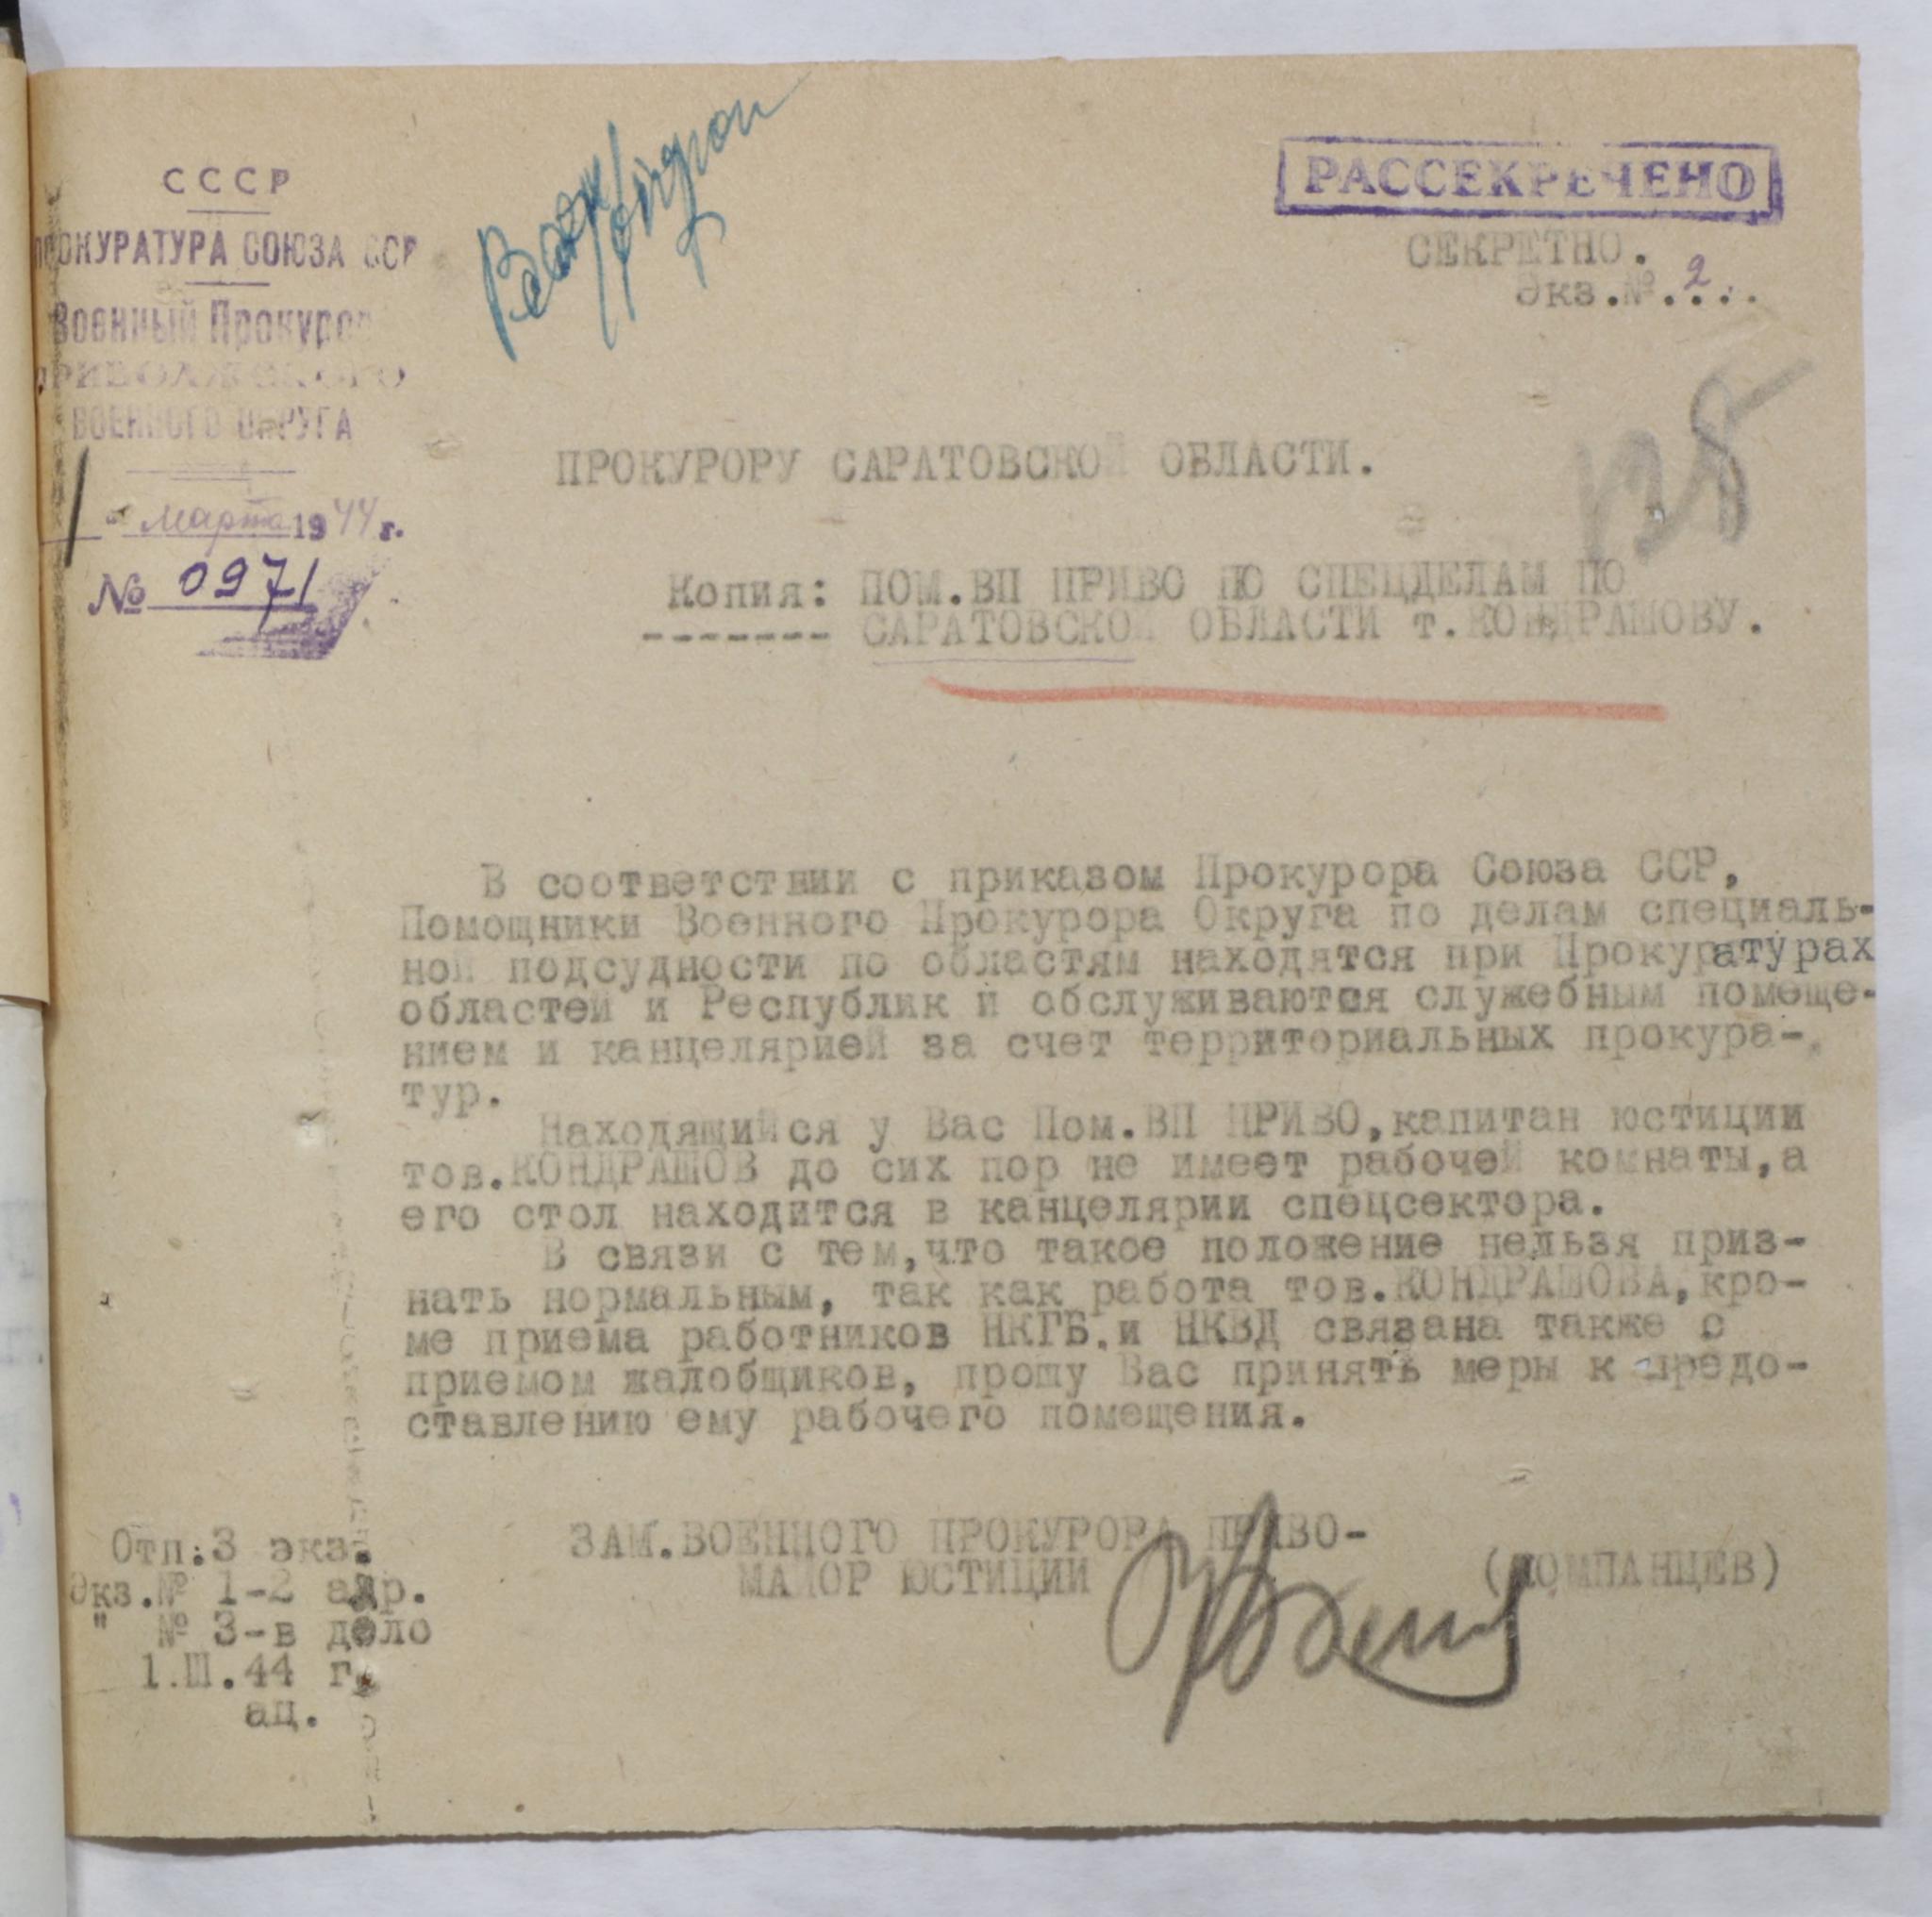 СССР
ПРОКУРАТУРА СОЮЗА ССР
Военный Прокурор
ПРИВОЛЖСКОГО
ВОЕННОГО ОКРУГА
1 " марта 1944 г.
№ 0971
РАССЕКРЕЧЕНО
СЕКРЕТНО.
Экз.№.2...
ПРОКУРОРУ САРАТОВСКОЙ ОБЛАСТИ.
Копия: ПОМ.ВП ПРИВО ПО СПЕЦДЕЛАМ ПО
------- САРАТОВСКОЙ ОБЛАСТИ т.КОНДРАШОВУ.
В соответствии с приказом Прокурора Союза ССР,
Помощники Военного Прокурора Округа по делам специаль-
ной подсудности по областям находятся при Прокуратурах
областей и Республик и обслуживаются служебным помеще-
нием и канцелярией за счет территориальных прокура-
тур.
Находящийся у Вас Пом.ВП ПРИВО,капитан юстиции
тов.КОНДРАШОВ до сих пор не имеет рабочей комнаты,а
его стол находится в канцелярии спецсектора.
В связи с тем,что такое положение нельзя приз-
нать нормальным, так как работа тов.КОНДРАШОВА,кро-
ме приема работников НКГБ.и НКВД связана также с
приемом жалобщиков, прошу Вас принять меры к предо-
ставлению ему рабочего помещения.
ЗАМ.ВОЕННОГО ПРОКУРОРА ПРИВО-
МАЙОР ЮСТИЦИИ (КОМПАНЦЕВ)
Отп.3 экз.
Экз.№ 1-2 адр.
" № 3-в дело
1.III.44 г.
ац.